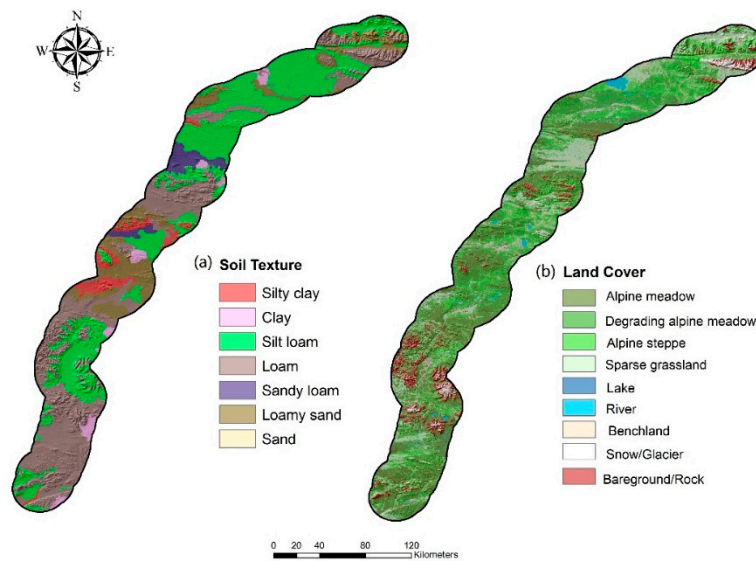 N
W E
S
(a) Soil Texture
Silty clay
Clay
Silt loam
Loam
Sandy loam
Loamy sand
Sand
(b) Land Cover
Alpine meadow
Degrading alpine meadow
Alpine steppe
Sparse grassland
Lake
River
Benchland
Snow/Glacier
Bareground/Rock
0 20 40 80 120
Kilometers